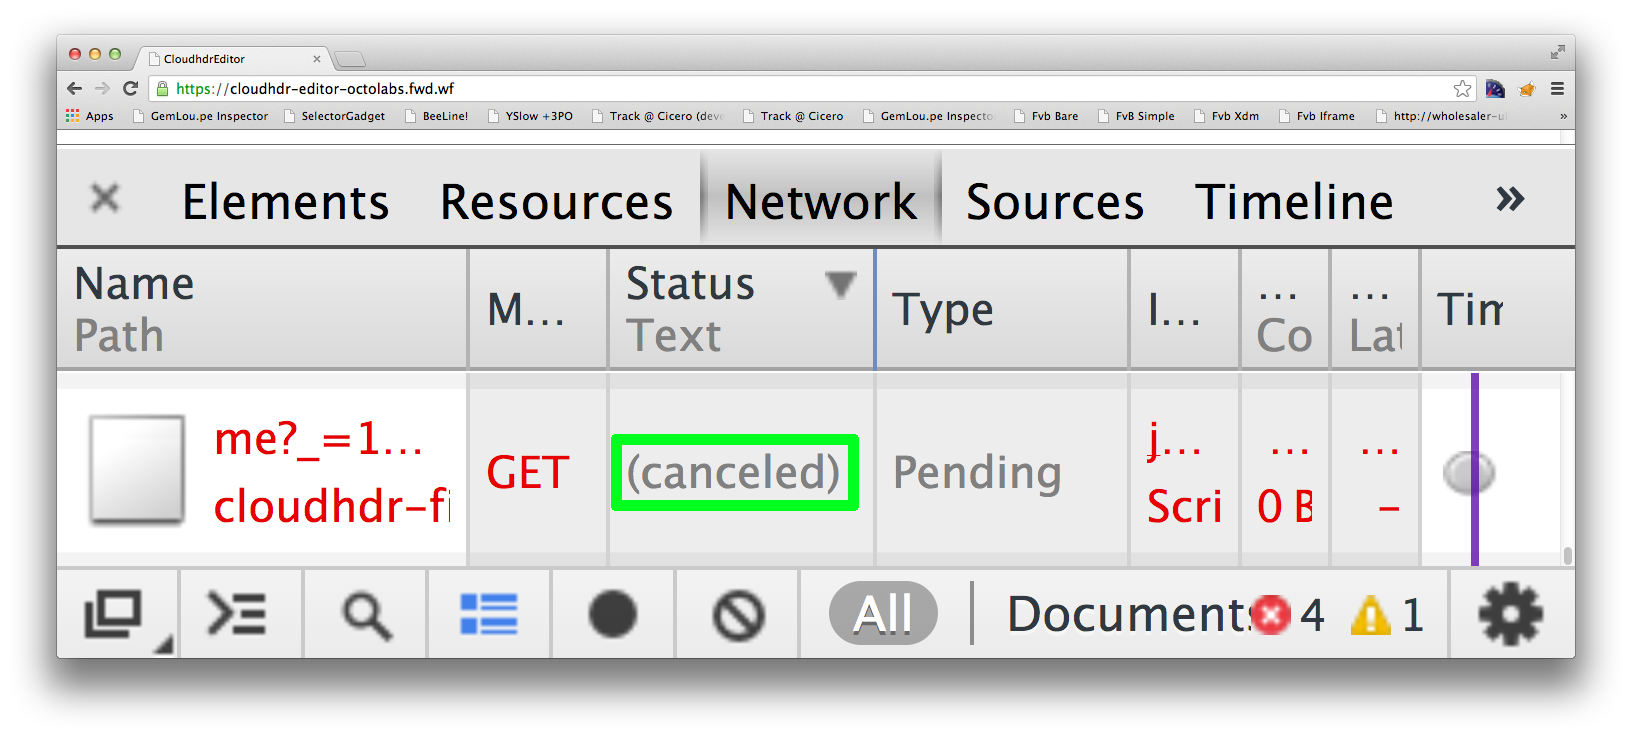 CloudhdrEditor
https://cloudhdr-editor-octolabs.fwd.wf
Apps GemLou.pe Inspector SelectorGadget BeeLine! YSlow +3PO Track @ Cicero (dev Track @ Cicero GemLou.pe Inspecto Fvb Bare FvB Simple Fvb Xdm Fvb Iframe http://wholesaler-u »
× Elements Resources Network Sources Timeline »
Name M... Status Type I... ... ... Tim
Path Text Co Lat
me?_=1... GET (canceled) Pending j... ... ...
cloudhdr-fi Scri 0 B -
All Documents 4 1